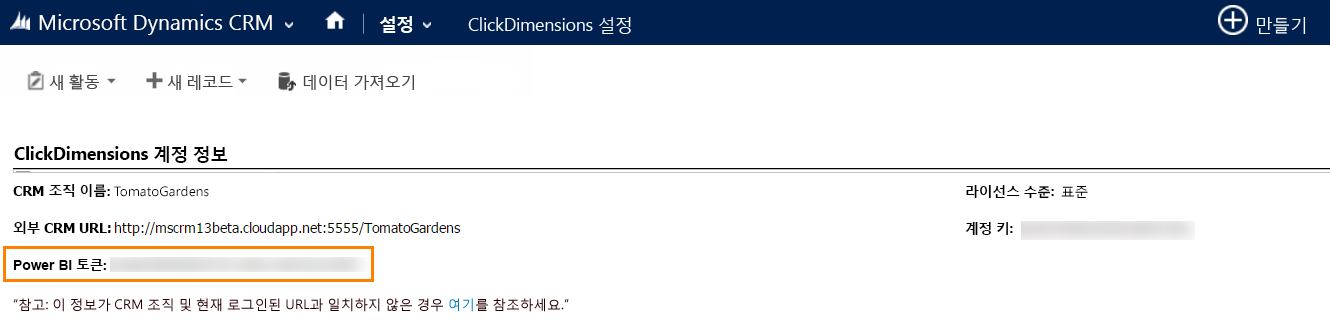 Microsoft Dynamics CRM 설정 ClickDimensions 설정 만들기
새 활동 새 레코드 데이터 가져오기
ClickDimensions 계정 정보
CRM 조직 이름: TomatoGardens 라이선스 수준: 표준
외부 CRM URL: http://mscrm13beta.cloudapp.net:5555/TomatoGardens 계정 키:
Power BI 토큰:
"참고: 이 정보가 CRM 조직 및 현재 로그인된 URL과 일치하지 않은 경우 여기를 참조하세요."